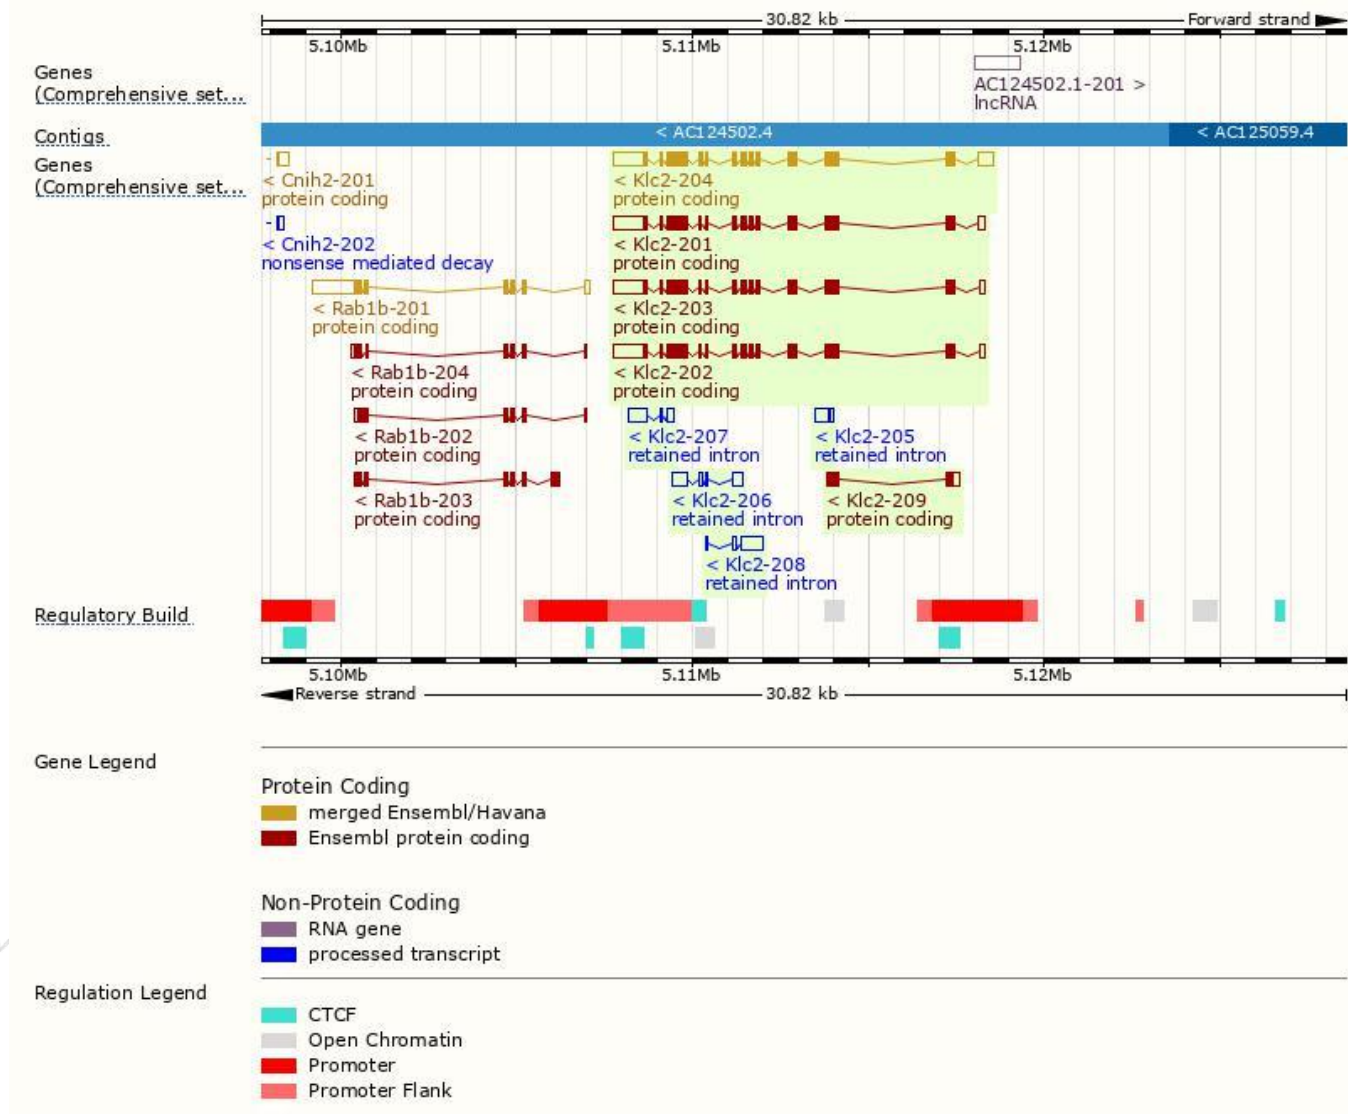 30.82 kb
Forward strand
5.10Mb
5.11Mb
5.12Mb
Genes
(Comprehensive set...
AC124502.1-201 >
lncRNA
Contigs
< AC124502.4
< AC125059.4
Genes
(Comprehensive set...
< Cnih2-201
protein coding
< Klc2-204
protein coding
< Cnih2-202
nonsense mediated decay
< Klc2-201
protein coding
< Rab1b-201
protein coding
< Klc2-203
protein coding
< Rab1b-204
protein coding
< Klc2-202
protein coding
< Rab1b-202
protein coding
< Klc2-207
retained intron
< Klc2-205
retained intron
< Rab1b-203
protein coding
< Klc2-206
retained intron
< Klc2-209
protein coding
< Klc2-208
retained intron
Regulatory Build
5.10Mb
5.11Mb
5.12Mb
Reverse strand
30.82 kb
Gene Legend
Protein Coding
merged Ensembl/Havana
Ensembl protein coding
Non-Protein Coding
RNA gene
processed transcript
Regulation Legend
CTCF
Open Chromatin
Promoter
Promoter Flank